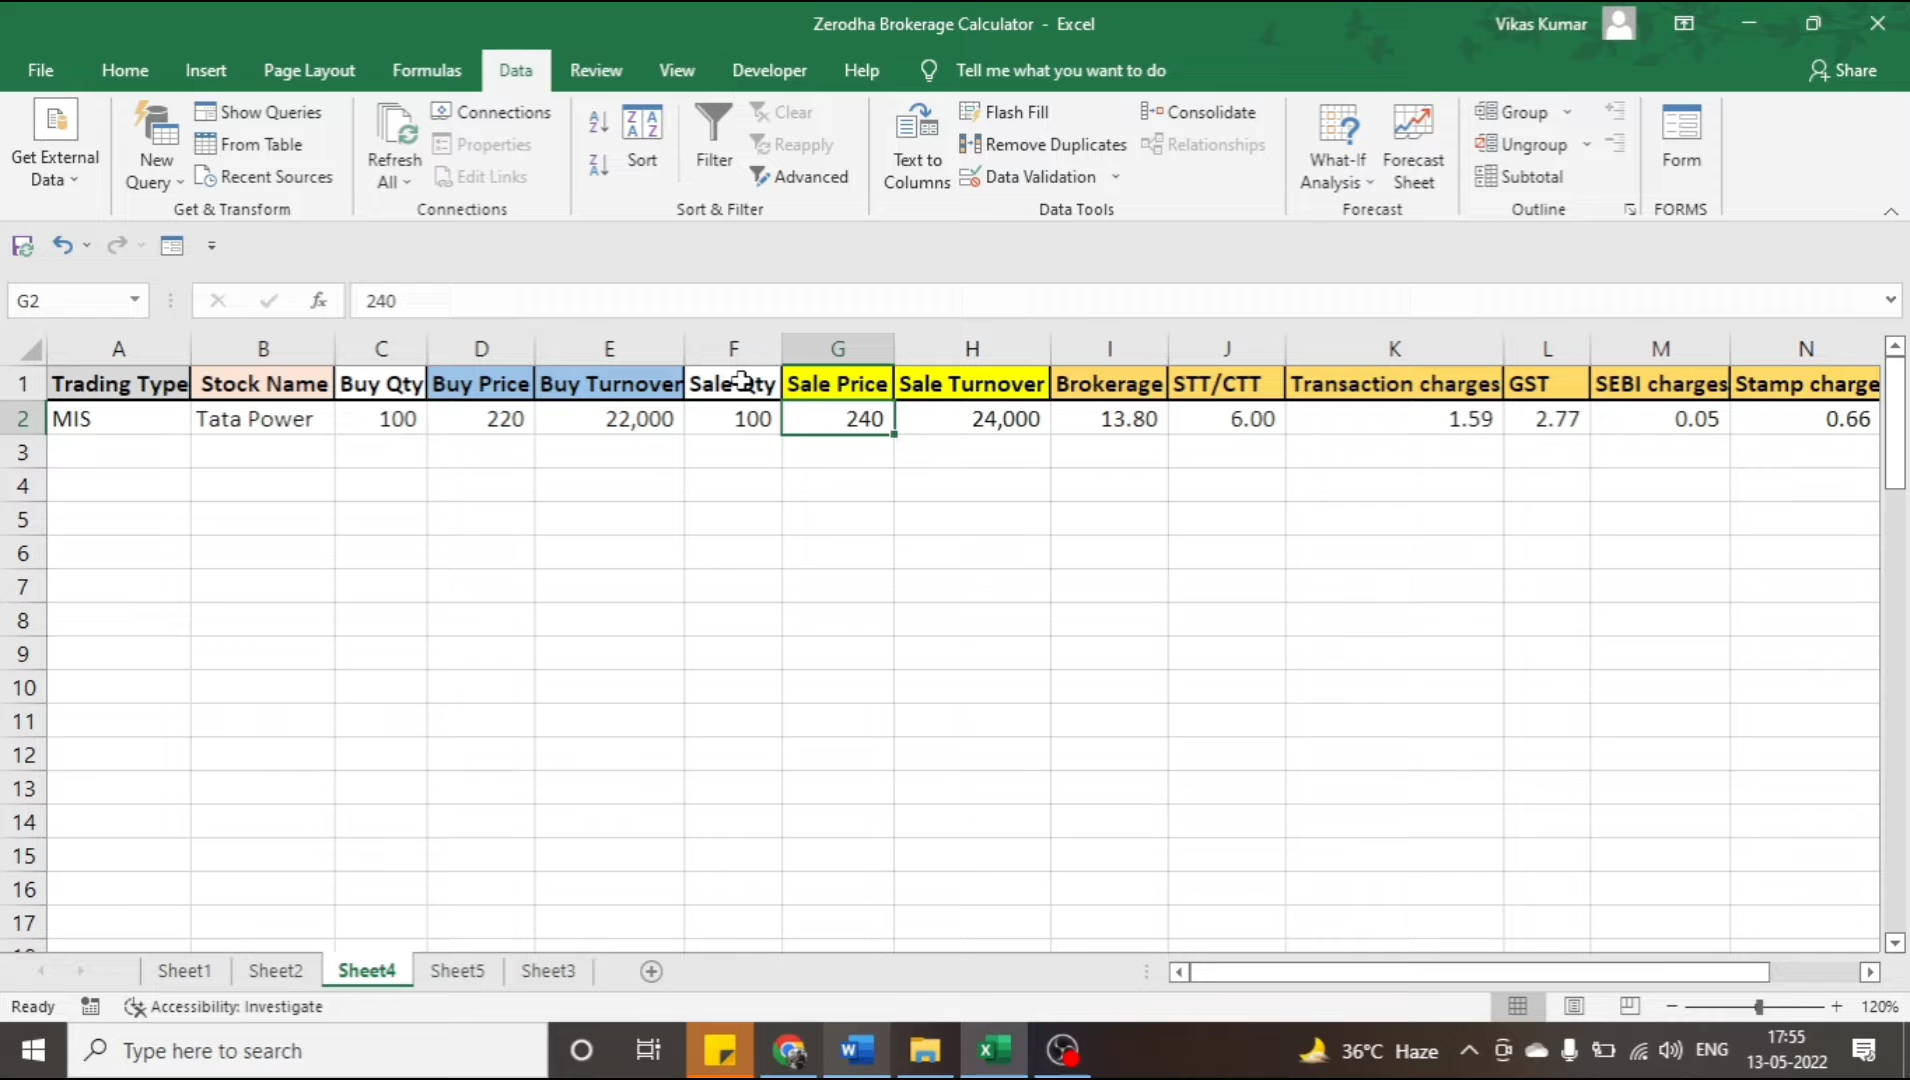 Zerodha Brokerage Calculator - Excel
Vikas Kumar
File Home Insert Page Layout Formulas Data Review View Developer Help Tell me what you want to do Share
Get External Data
New Query
Show Queries
From Table
Recent Sources
Get & Transform
Refresh All
Connections
Properties
Edit Links
Connections
Sort
Filter
Clear
Reapply
Advanced
Sort & Filter
Text to Columns
Flash Fill
Remove Duplicates
Data Validation
Consolidate
Relationships
Data Tools
What-If Analysis
Forecast Sheet
Forecast
Group
Ungroup
Subtotal
Outline
Form
FORMS
G2 fx 240
A B C D E F G H I J K L M N
1 Trading Type Stock Name Buy Qty Buy Price Buy Turnover Sale Qty Sale Price Sale Turnover Brokerage STT/CTT Transaction charges GST SEBI charges Stamp charge
2 MIS Tata Power 100 220 22,000 100 240 24,000 13.80 6.00 1.59 2.77 0.05 0.66
3
4
5
6
7
8
9
10
11
12
13
14
15
16
17
Sheet1 Sheet2 Sheet4 Sheet5 Sheet3
Ready Accessibility: Investigate 120%
Type here to search
36°C Haze ENG 17:55
13-05-2022